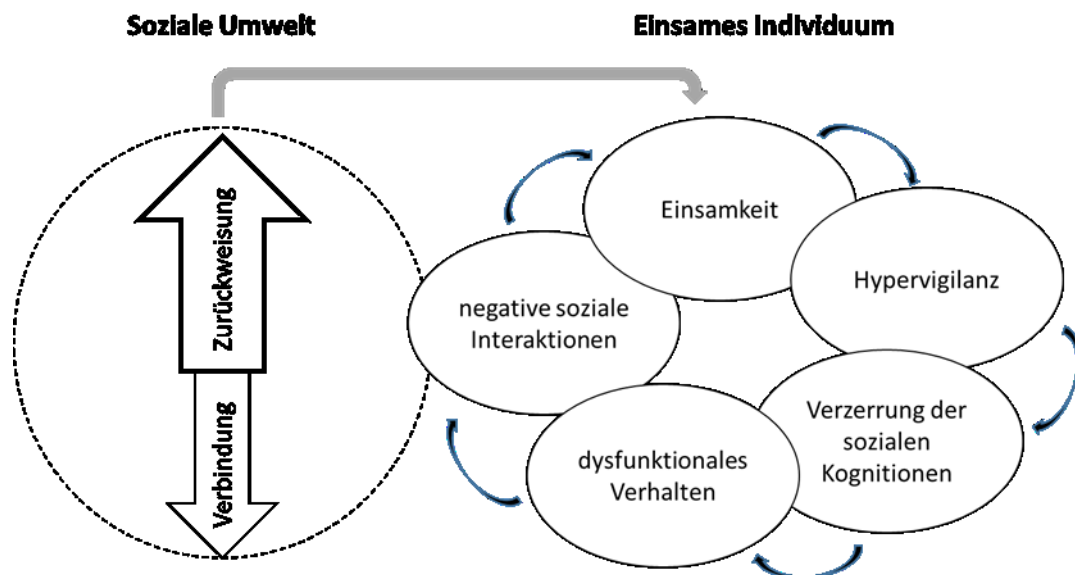 Soziale Umwelt
Einsames Individuum
Zurückweisung
Verbindung
Einsamkeit
Hypervigilanz
Verzerrung der
sozialen
Kognitionen
dysfunktionales
Verhalten
negative soziale
Interaktionen